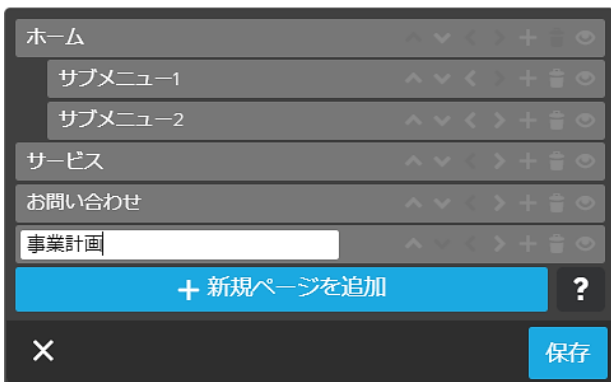 ホーム
サブメニュー1
サブメニュー2
サービス
お問い合わせ
事業計画
+ 新規ページを追加 ?
保存